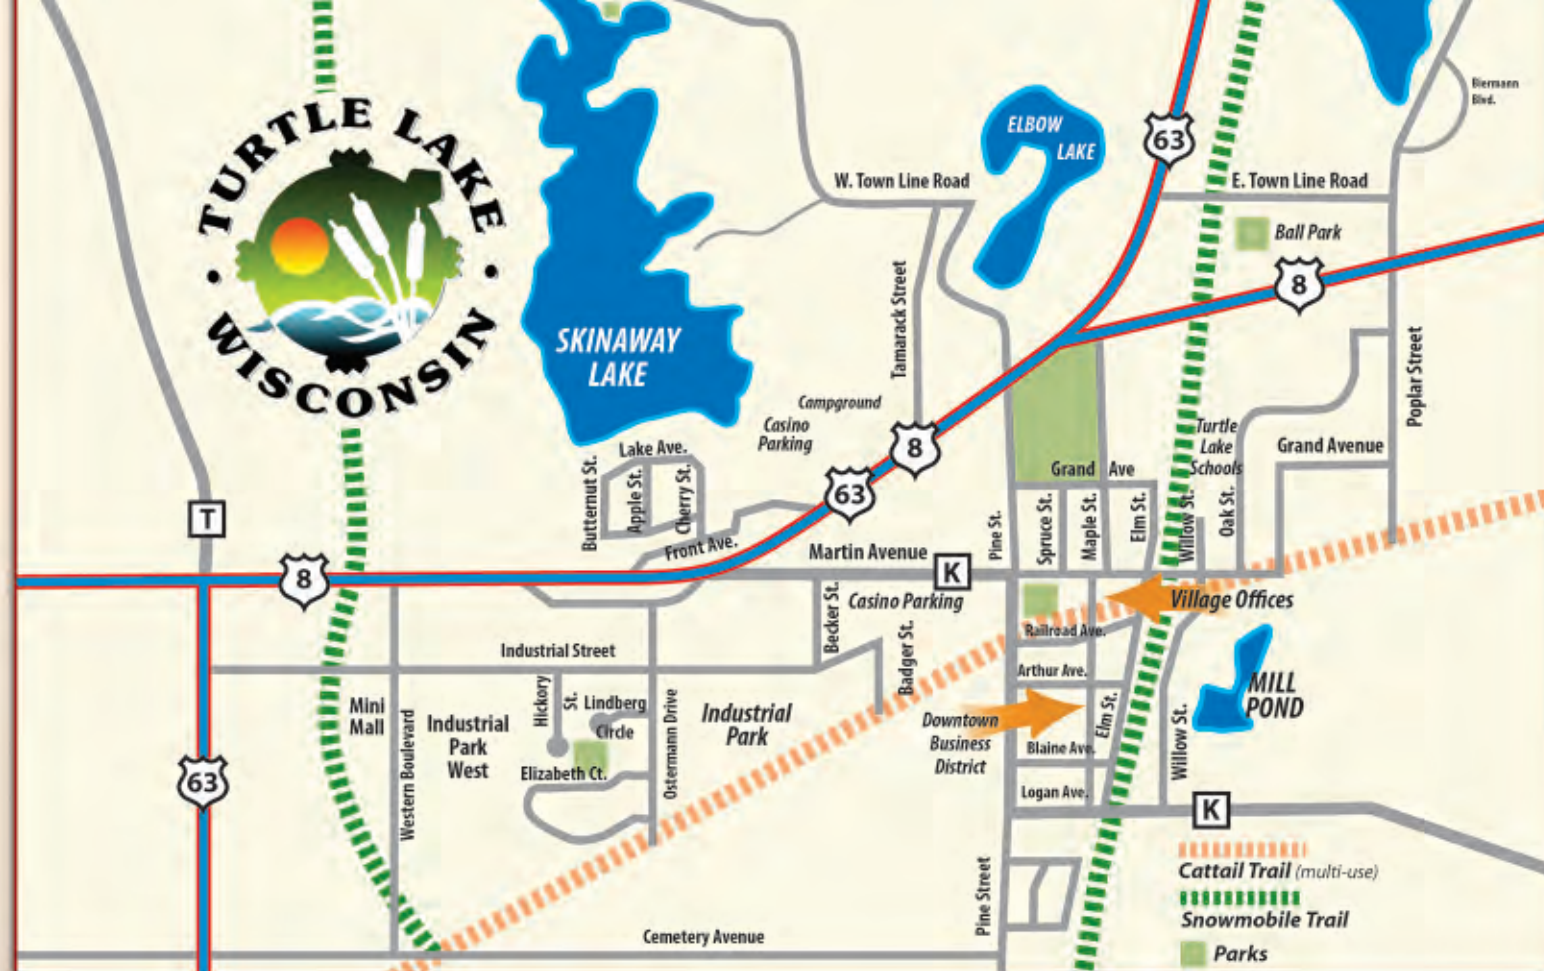 TURTLE LAKE
• WISCONSIN •
Biermann
Blvd.
ELBOW
LAKE
63
W. Town Line Road
E. Town Line Road
Ball Park
8
Tamarack Street
SKINAWAY
LAKE
Poplar Street
Campground
Casino
Parking
Turtle
Lake
Schools
Grand Avenue
8
63
Lake Ave.
Butternut St.
Apple St.
Cherry St.
Front Ave.
Grand Ave
Pine St.
Spruce St.
Maple St.
Elm St.
Willow St.
Oak St.
T
8
Martin Avenue
K
Casino Parking
Village Offices
Becker St.
Badger St.
Railroad Ave.
Industrial Street
Arthur Ave.
Mini
Mall
Western Boulevard
Industrial
Park
West
Hickory
St.
Lindberg
Circle
Elizabeth Ct.
Ostermann Drive
Industrial
Park
Downtown
Business
District
Elm St.
Blaine Ave.
Logan Ave.
Willow St.
MILL
POND
63
K
Pine Street
Cemetery Avenue
Cattail Trail (multi-use)
Snowmobile Trail
Parks